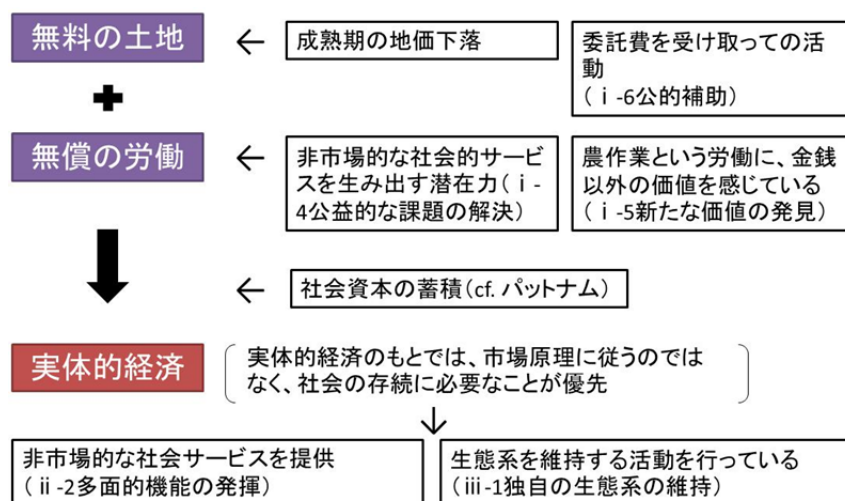 無料の土地
←
成熟期の地価下落
委託費を受け取っての活
動
(ⅰ-6公的補助)
+
無償の労働
←
非市場的な社会的サービ
スを生み出す潜在力(ⅰ-
4公益的な課題の解決)
農作業という労働に、金銭
以外の価値を感じている
(ⅰ-5新たな価値の発見)
←
社会資本の蓄積(cf. パットナム)
実体的経済
実体的経済のもとでは、市場原理に従うのでは
なく、社会の存続に必要なことが優先
↓
非市場的な社会サービスを提供
(ⅱ-2多面的機能の発揮)
生態系を維持する活動を行っている
(ⅲ-1独自の生態系の維持)